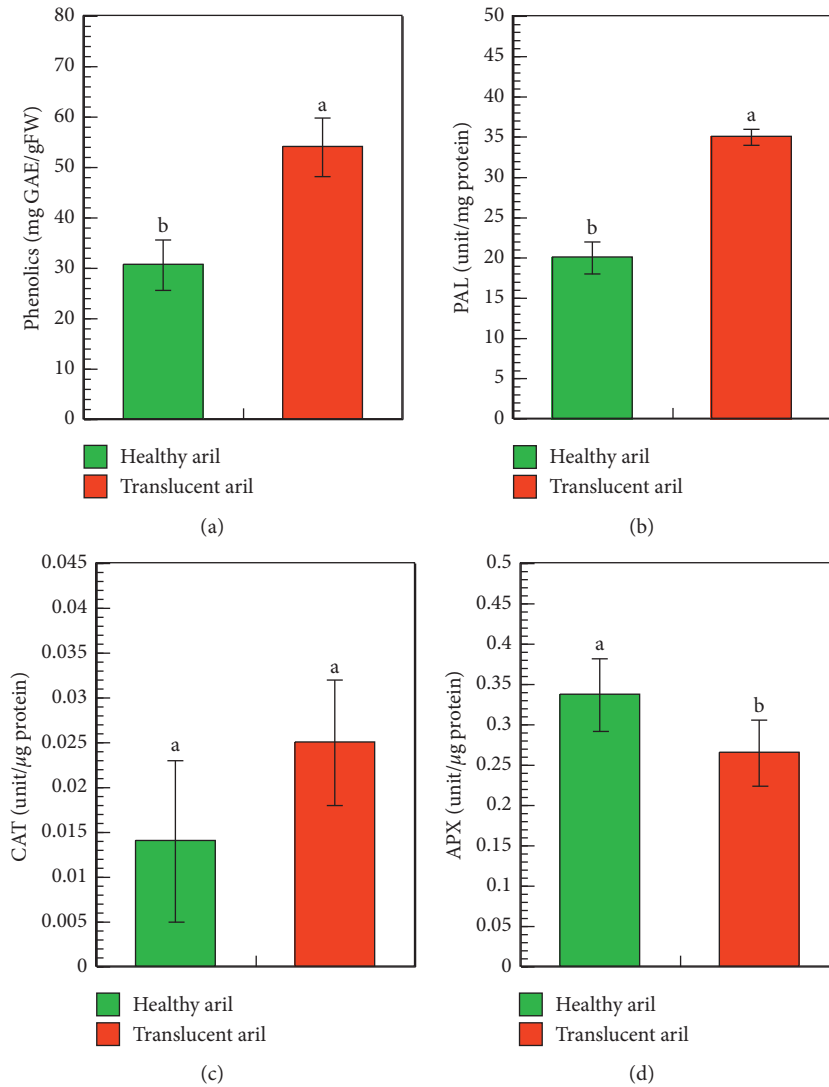 80
70
60
50
40
30
20
10
0
Phenolics (mg GAE/gFW)
b
a
Healthy aril
Translucent aril
(a)
50
45
40
35
30
25
20
15
10
5
0
PAL (unit/mg protein)
b
a
Healthy aril
Translucent aril
(b)
0.045
0.04
0.035
0.03
0.025
0.02
0.015
0.01
0.005
0
CAT (unit/μg protein)
a
a
Healthy aril
Translucent aril
(c)
0.5
0.45
0.4
0.35
0.3
0.25
0.2
0.15
0.1
0.05
0
APX (unit/μg protein)
a
b
Healthy aril
Translucent aril
(d)